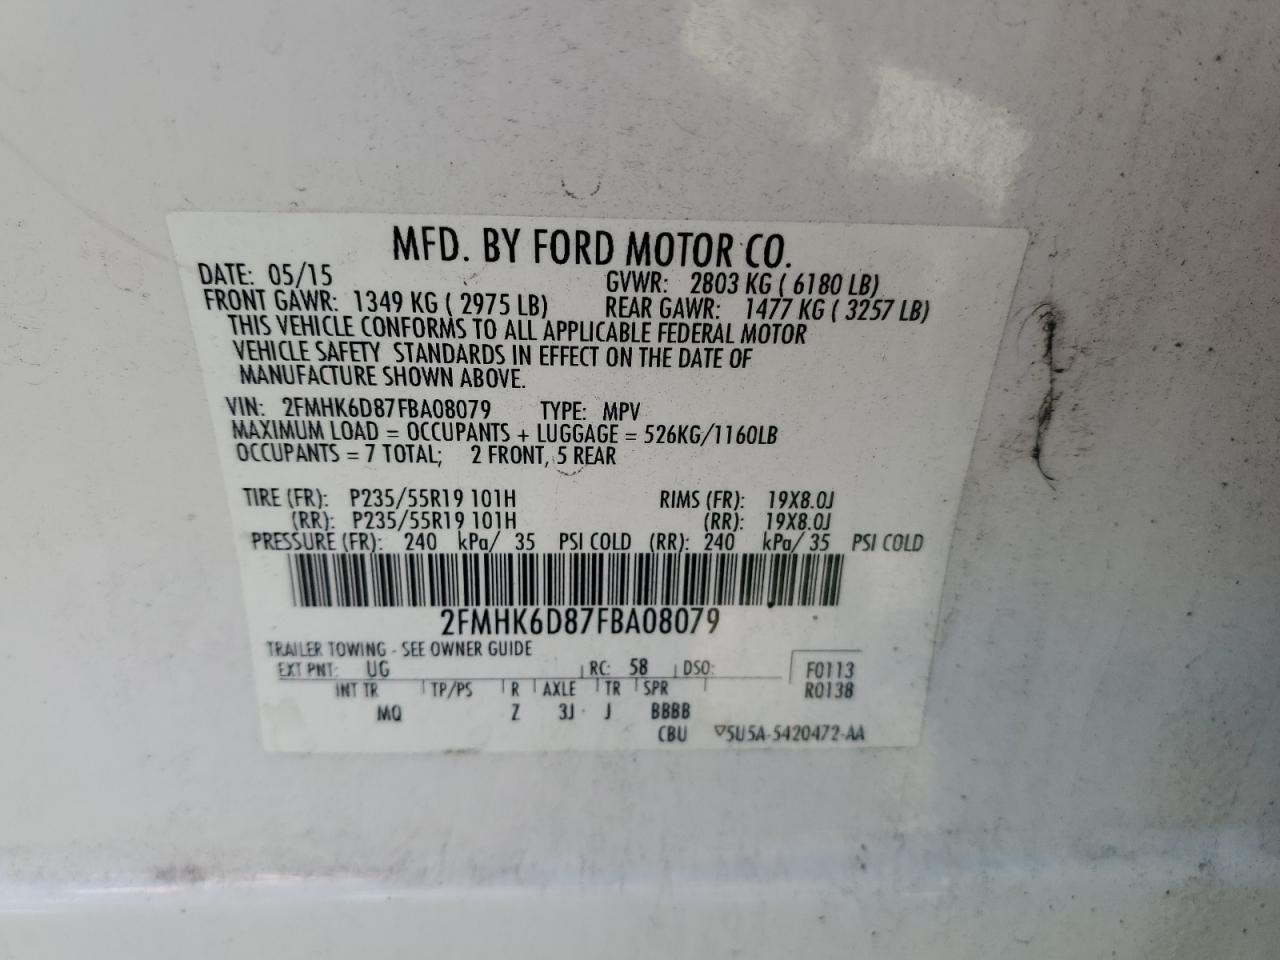 MFD. BY FORD MOTOR CO.
DATE: 05/15 GVWR: 2803 KG ( 6180 LB)
FRONT GAWR: 1349 KG ( 2975 LB) REAR GAWR: 1477 KG ( 3257 LB)
THIS VEHICLE CONFORMS TO ALL APPLICABLE FEDERAL MOTOR
VEHICLE SAFETY STANDARDS IN EFFECT ON THE DATE OF
MANUFACTURE SHOWN ABOVE.
VIN: 2FMHK6D87FBA08079 TYPE: MPV
MAXIMUM LOAD = OCCUPANTS + LUGGAGE = 526KG/1160LB
OCCUPANTS = 7 TOTAL; 2 FRONT, 5 REAR
TIRE (FR): P235/55R19 101H RIMS (FR): 19X8.0J
(RR): P235/55R19 101H (RR): 19X8.0J
PRESSURE (FR): 240 kPa/ 35 PSI COLD (RR): 240 kPa/ 35 PSI COLD
2FMHK6D87FBA08079
TRAILER TOWING - SEE OWNER GUIDE
EXT PNT: UG RC: 58 DSO: F0113
INT TR TP/PS R AXLE TR SPR R0138
MQ Z 3J J BBBB
CBU ▽5U5A-5420472-AA